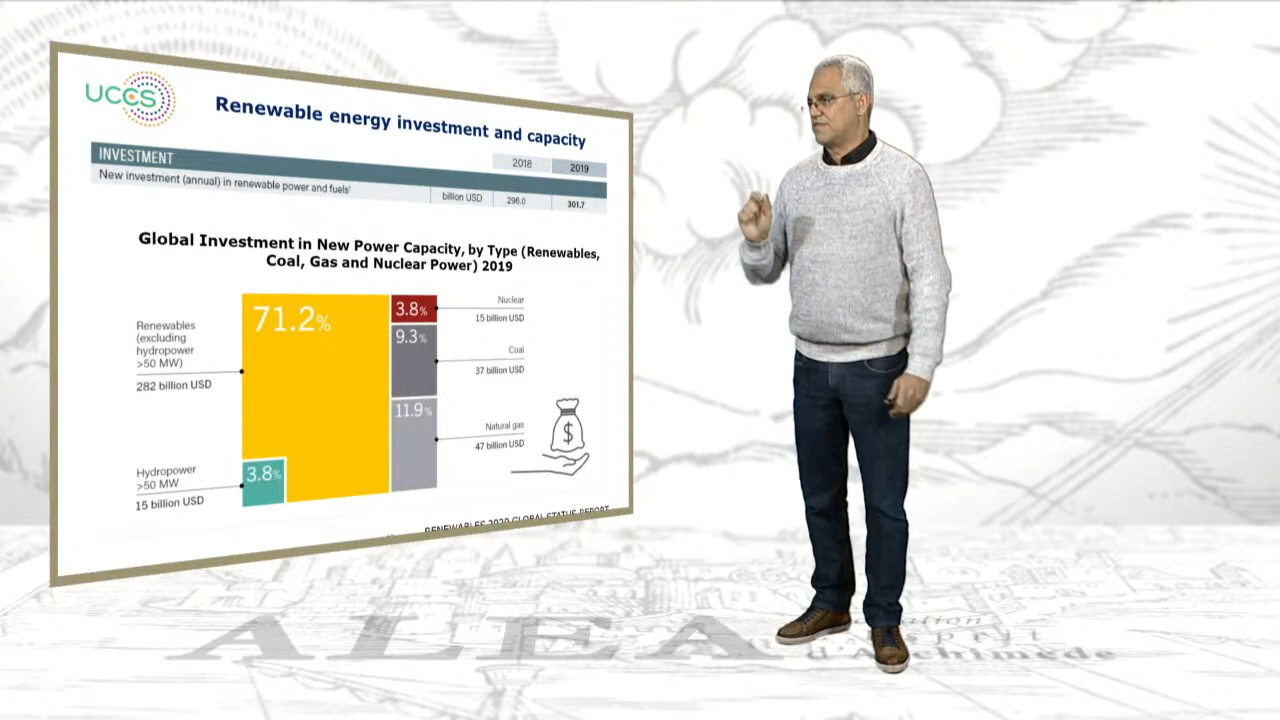 UCCS
Renewable energy investment and capacity
INVESTMENT
2018
2019
New investment (annual) in renewable power and fuels¹
billion USD
296.0
301.7
Global Investment in New Power Capacity, by Type (Renewables,
Coal, Gas and Nuclear Power) 2019
Renewables
(excluding
hydropower
>50 MW)
282 billion USD
71.2%
3.8%
Nuclear
15 billion USD
9.3%
Coal
37 billion USD
11.9%
Natural gas
47 billion USD
$
Hydropower
>50 MW
15 billion USD
3.8%
RENEWABLES 2020 GLOBAL STATUS REPORT
ALEA
esprit
d'Archimede